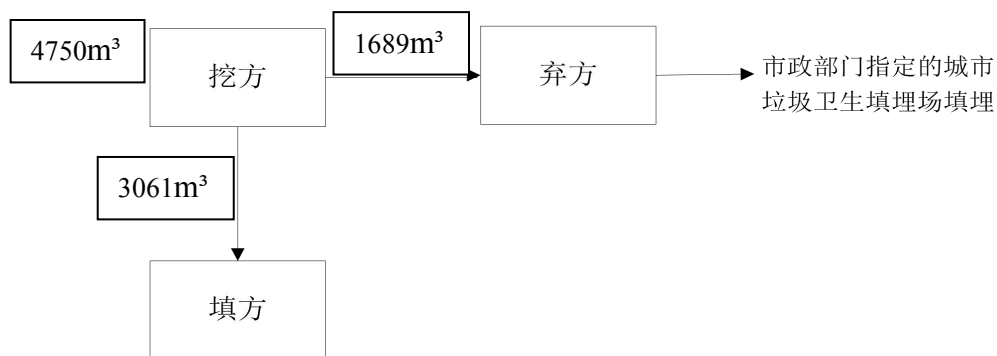 4750m³
挖方
1689m³
弃方
市政部门指定的城市
垃圾卫生填埋场填埋
3061m³
填方